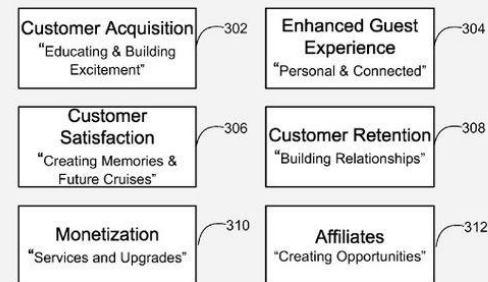 Customer Acquisition
“Educating & Building
Excitement”
302
Enhanced Guest
Experience
“Personal & Connected”
304
Customer
Satisfaction
“Creating Memories &
Future Cruises”
306
Customer Retention
“Building Relationships”
308
Monetization
“Services and Upgrades”
310
Affiliates
“Creating Opportunities”
312